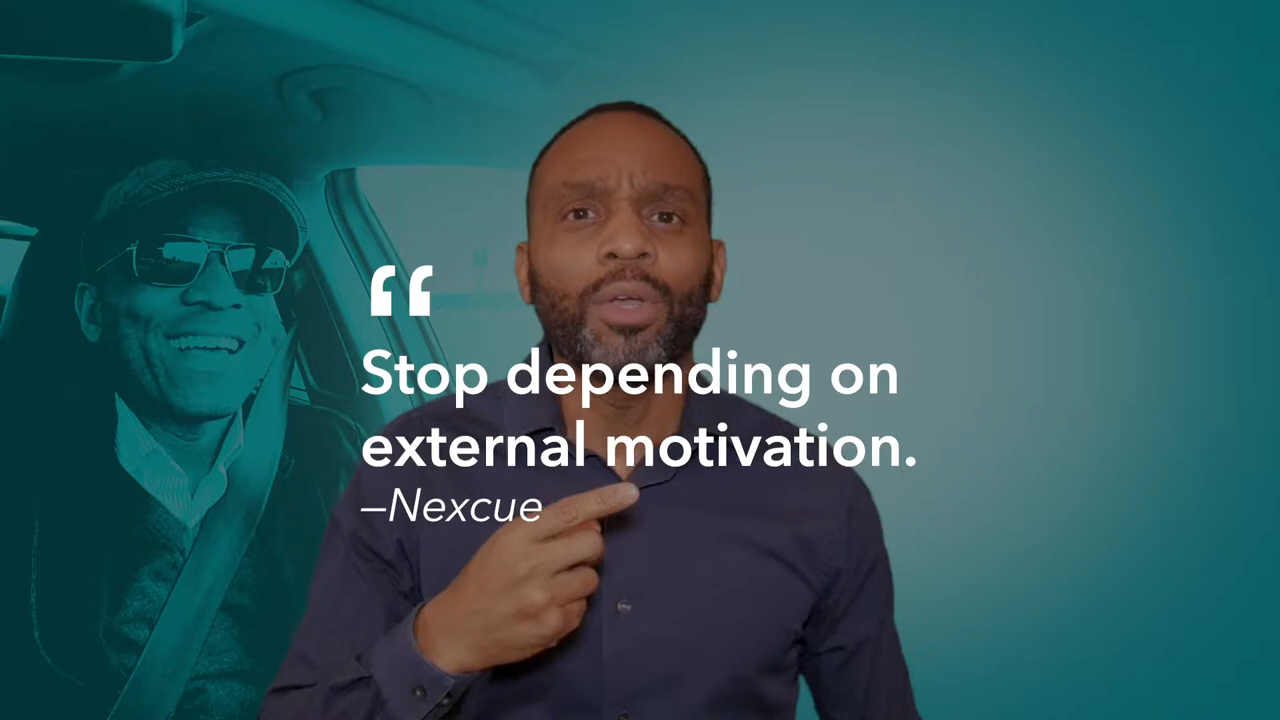 “
Stop depending on
external motivation.
—Nexcue